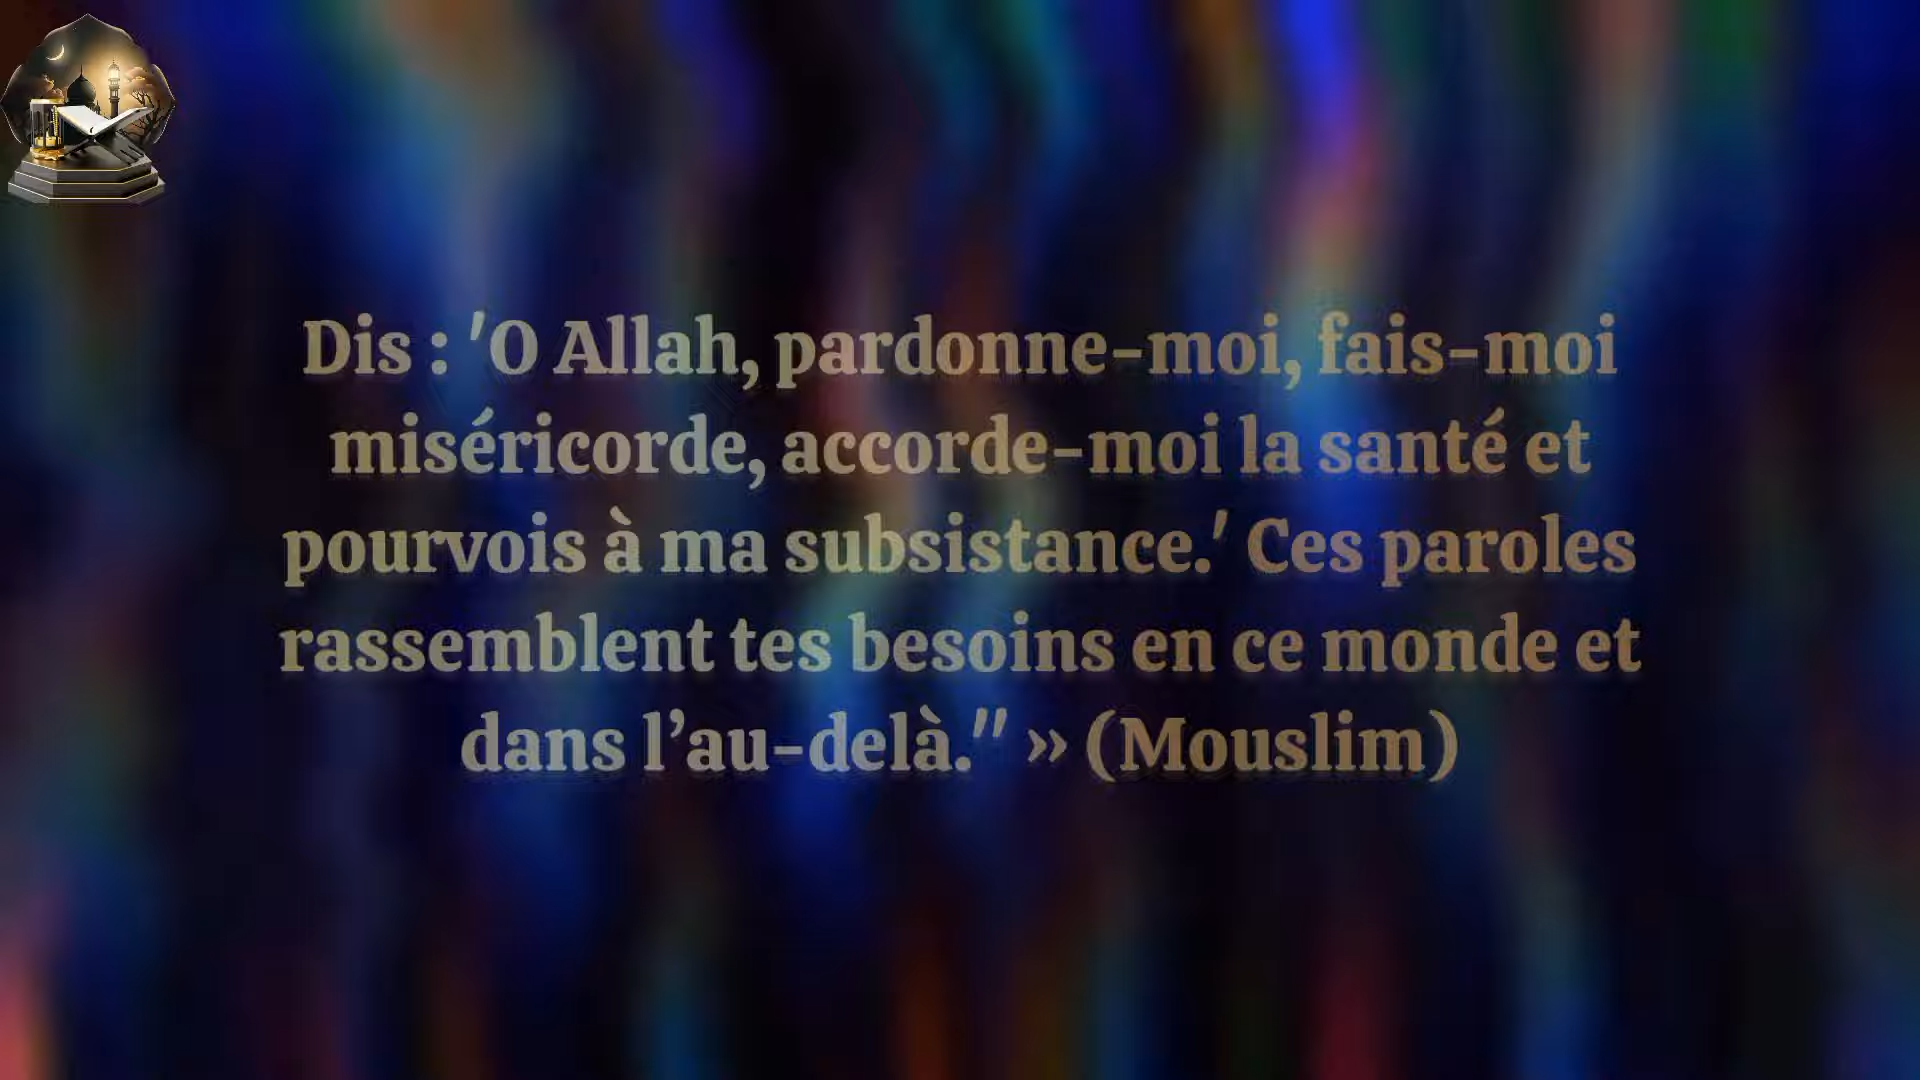 Dis : 'O Allah, pardonne-moi, fais-moi
miséricorde, accorde-moi la santé et
pourvois à ma subsistance.' Ces paroles
rassemblent tes besoins en ce monde et
dans l’au-delà." » (Mouslim)